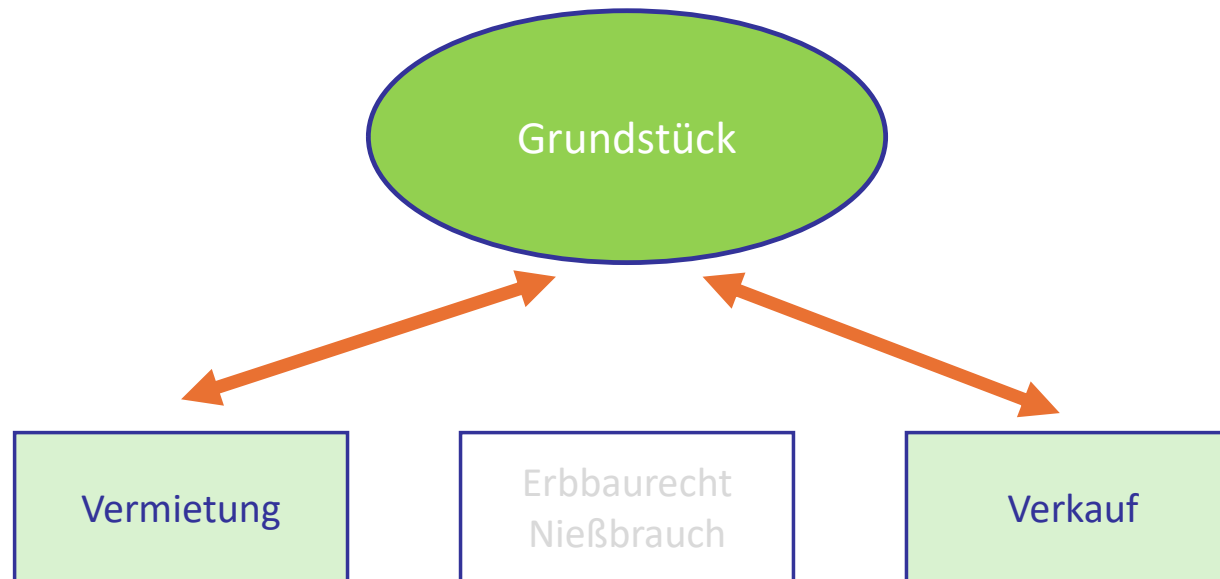 Grundstück
Vermietung
Erbbaurecht
Nießbrauch
Verkauf